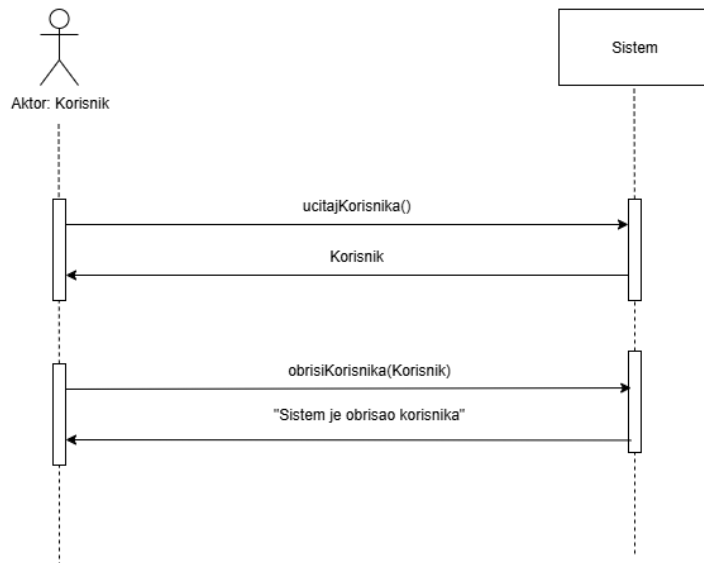 Sistem
Aktor: Korisnik
ucitajKorisnika()
Korisnik
obrisiKorisnika(Korisnik)
"Sistem je obrisao korisnika"